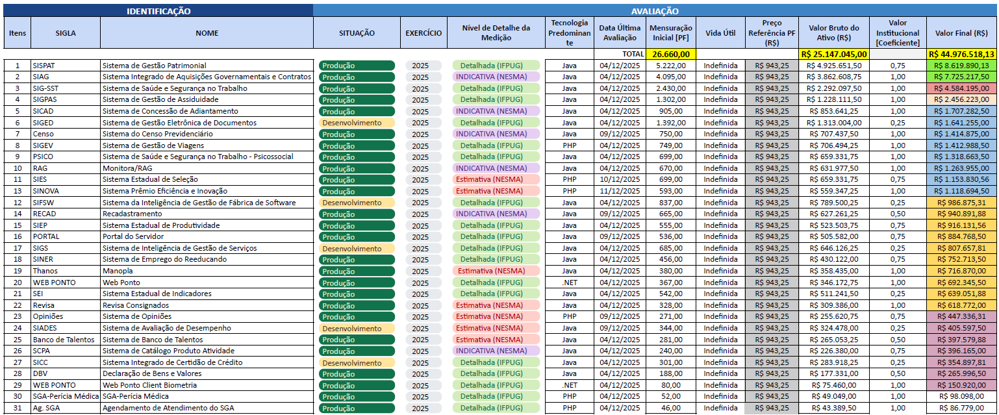 IDENTIFICAÇÃO AVALIAÇÃO
Itens SIGLA NOME SITUAÇÃO EXERCÍCIO Nível de Detalhe da Medição Tecnologia Predominante Data Última Avaliação Mensuração Inicial [PF] Vida Útil Preço Referência PF (R$) Valor Bruto do Ativo (R$) Valor Institucional [Coeficiente] Valor Final (R$)
TOTAL 26.660,00 R$ 25.147.045,00 R$ 44.976.518,13
1 SISPAT Sistema de Gestão Patrimonial Produção 2025 Detalhada (IFPUG) Java 04/12/2025 5.222,00 Indefinida R$ 943,25 R$ 4.925.651,50 0,75 R$ 8.619.890,13
2 SIAG Sistema Integrado de Aquisições Governamentais e Contratos Produção 2025 INDICATIVA (NESMA) Java 04/12/2025 4.095,00 Indefinida R$ 943,25 R$ 3.862.608,75 1,00 R$ 7.725.217,50
3 SIG-SST Sistema de Saúde e Segurança no Trabalho Produção 2025 Detalhada (IFPUG) Java 04/12/2025 2.430,00 Indefinida R$ 943,25 R$ 2.292.097,50 1,00 R$ 4.584.195,00
4 SIGPAS Sistema de Gestão de Assiduidade Produção 2025 Detalhada (IFPUG) Java 04/12/2025 1.302,00 Indefinida R$ 943,25 R$ 1.228.111,50 1,00 R$ 2.456.223,00
5 SICAD Sistema de Concessão de Adiantamento Produção 2025 INDICATIVA (NESMA) Java 04/12/2025 905,00 Indefinida R$ 943,25 R$ 853.641,25 1,00 R$ 1.707.282,50
6 SIGED Sistema de Gestão Eletrônica de Documentos Desenvolvimento 2025 Detalhada (IFPUG) Java 04/12/2025 1.392,00 Indefinida R$ 943,25 R$ 1.313.004,00 0,25 R$ 1.641.255,00
7 Censo Sistema do Censo Previdenciário Produção 2025 INDICATIVA (NESMA) Java 09/12/2025 750,00 Indefinida R$ 943,25 R$ 707.437,50 1,00 R$ 1.414.875,00
8 SIGEV Sistema de Gestão de Viagens Produção 2025 Detalhada (IFPUG) PHP 04/12/2025 749,00 Indefinida R$ 943,25 R$ 706.494,25 1,00 R$ 1.412.988,50
9 PSICO Sistema de Saúde e Segurança no Trabalho - Psicossocial Produção 2025 Detalhada (IFPUG) Java 04/12/2025 699,00 Indefinida R$ 943,25 R$ 659.331,75 1,00 R$ 1.318.663,50
10 RAG Monitora/RAG Produção 2025 INDICATIVA (NESMA) Java 04/12/2025 670,00 Indefinida R$ 943,25 R$ 631.977,50 1,00 R$ 1.263.955,00
11 SIES Sistema Estadual de Seleção Produção 2025 Estimativa (NESMA) PHP 10/12/2025 699,00 Indefinida R$ 943,25 R$ 659.331,75 0,75 R$ 1.153.830,56
13 SINOVA Sistema Prêmio Eficiência e Inovação Produção 2025 Estimativa (NESMA) PHP 11/12/2025 593,00 Indefinida R$ 943,25 R$ 559.347,25 1,00 R$ 1.118.694,50
12 SIFSW Sistema da Inteligência de Gestão de Fábrica de Software Desenvolvimento 2025 Detalhada (IFPUG) Java 04/12/2025 837,00 Indefinida R$ 943,25 R$ 789.500,25 0,25 R$ 986.875,31
14 RECAD Recadastramento Produção 2025 INDICATIVA (NESMA) Java 09/12/2025 665,00 Indefinida R$ 943,25 R$ 627.261,25 0,50 R$ 940.891,88
15 SIEP Sistema Estadual de Produtividade Produção 2025 Detalhada (IFPUG) Java 04/12/2025 555,00 Indefinida R$ 943,25 R$ 523.503,75 0,75 R$ 916.131,56
16 PORTAL Portal do Servidor Produção 2025 Detalhada (IFPUG) Java 09/12/2025 536,00 Indefinida R$ 943,25 R$ 505.582,00 0,75 R$ 884.768,50
17 SIGS Sistema de Inteligência de Gestão de Serviços Desenvolvimento 2025 Detalhada (IFPUG) Java 04/12/2025 685,00 Indefinida R$ 943,25 R$ 646.126,25 0,25 R$ 807.657,81
18 SINER Sistema de Emprego do Reeducando Produção 2025 Detalhada (IFPUG) Java 04/12/2025 456,00 Indefinida R$ 943,25 R$ 430.122,00 0,75 R$ 752.713,50
19 Thanos Manopla Produção 2025 Estimativa (NESMA) Java 04/12/2025 380,00 Indefinida R$ 943,25 R$ 358.435,00 1,00 R$ 716.870,00
20 WEB PONTO Web Ponto Produção 2025 Detalhada (IFPUG) .NET 04/12/2025 367,00 Indefinida R$ 943,25 R$ 346.172,75 1,00 R$ 692.345,50
21 SEI Sistema Estadual de Indicadores Produção 2025 Detalhada (IFPUG) Java 04/12/2025 542,00 Indefinida R$ 943,25 R$ 511.241,50 0,25 R$ 639.051,88
22 Revisa Revisa Consignados Produção 2025 Estimativa (NESMA) Java 04/12/2025 328,00 Indefinida R$ 943,25 R$ 309.386,00 1,00 R$ 618.772,00
23 Opiniões Sistema de Opiniões Produção 2025 Estimativa (NESMA) PHP 09/12/2025 271,00 Indefinida R$ 943,25 R$ 255.620,75 0,75 R$ 447.336,31
24 SIADES Sistema de Avaliação de Desempenho Desenvolvimento 2025 Estimativa (NESMA) Java 09/12/2025 344,00 Indefinida R$ 943,25 R$ 324.478,00 0,25 R$ 405.597,50
25 Banco de Talentos Sistema de Banco de Talentos Produção 2025 Estimativa (NESMA) Java 04/12/2025 281,00 Indefinida R$ 943,25 R$ 265.053,25 0,50 R$ 397.579,88
26 SCPA Sistema de Catálogo Produto Atividade Produção 2025 INDICATIVA (NESMA) Java 04/12/2025 240,00 Indefinida R$ 943,25 R$ 226.380,00 0,75 R$ 396.165,00
27 SICC Sistema Integrado de Certidão de Crédito Desenvolvimento 2025 Detalhada (IFPUG) Java 04/12/2025 301,00 Indefinida R$ 943,25 R$ 283.918,25 0,25 R$ 354.897,81
28 DBV Declaração de Bens e Valores Produção 2025 Detalhada (IFPUG) Java 04/12/2025 188,00 Indefinida R$ 943,25 R$ 177.331,00 0,50 R$ 265.996,50
29 WEB PONTO Web Ponto Client Biometria Produção 2025 Detalhada (IFPUG) .NET 04/12/2025 80,00 Indefinida R$ 943,25 R$ 75.460,00 1,00 R$ 150.920,00
30 SGA-Perícia Médica SGA-Perícia Médica Produção 2025 Detalhada (IFPUG) PHP 04/12/2025 52,00 Indefinida R$ 943,25 R$ 49.049,00 1,00 R$ 98.098,00
31 Ag. SGA Agendamento de Atendimento do SGA Produção 2025 Detalhada (IFPUG) PHP 04/12/2025 46,00 Indefinida R$ 943,25 R$ 43.389,50 1,00 R$ 86.779,00